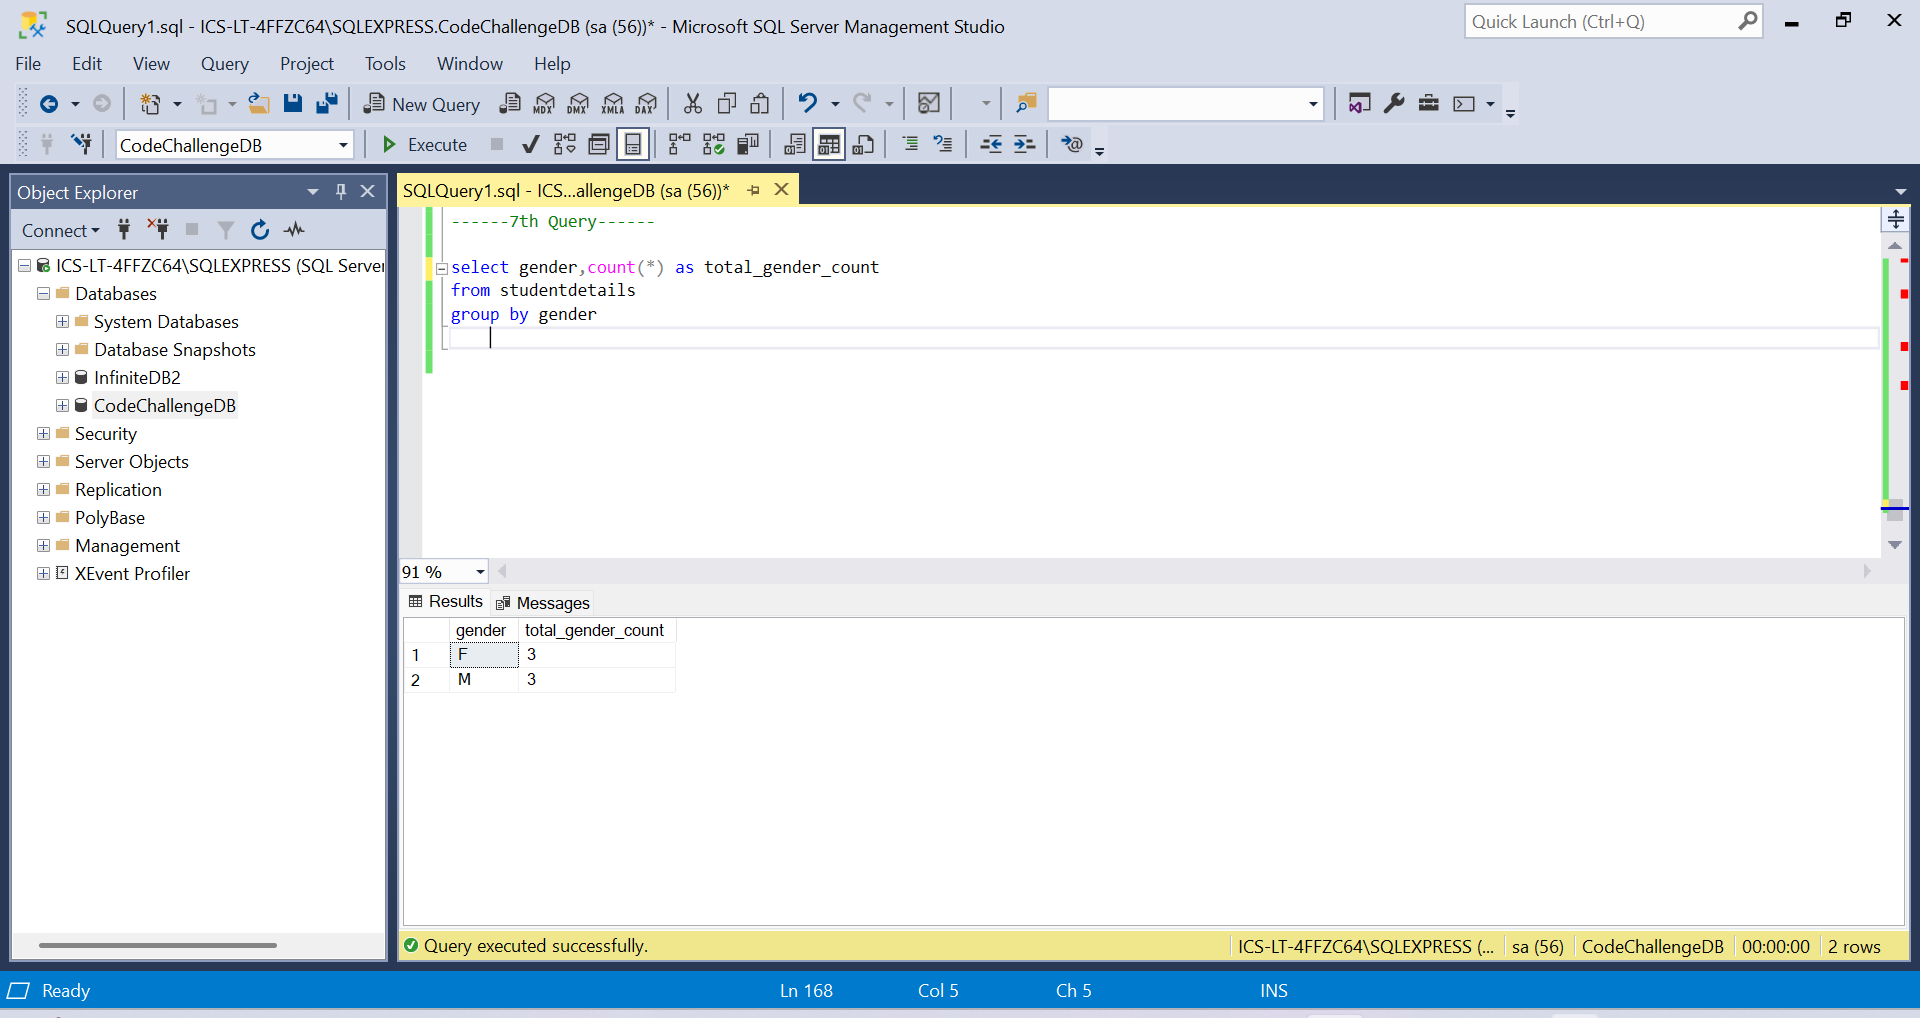 SQLQuery1.sql - ICS-LT-4FFZC64\SQLEXPRESS.CodeChallengeDB (sa (56))* - Microsoft SQL Server Management Studio
Quick Launch (Ctrl+Q)
File Edit View Query Project Tools Window Help
New Query MDX DMX XMLA DAX
CodeChallengeDB Execute
Object Explorer
Connect
ICS-LT-4FFZC64\SQLEXPRESS (SQL Server
Databases
System Databases
Database Snapshots
InfiniteDB2
CodeChallengeDB
Security
Server Objects
Replication
PolyBase
Management
XEvent Profiler
SQLQuery1.sql - ICS...allengeDB (sa (56))*
------7th Query------
select gender,count(*) as total_gender_count
from studentdetails
group by gender
91 %
Results Messages
gender total_gender_count
1 F 3
2 M 3
Query executed successfully. ICS-LT-4FFZC64\SQLEXPRESS (... sa (56) CodeChallengeDB 00:00:00 2 rows
Ready Ln 168 Col 5 Ch 5 INS